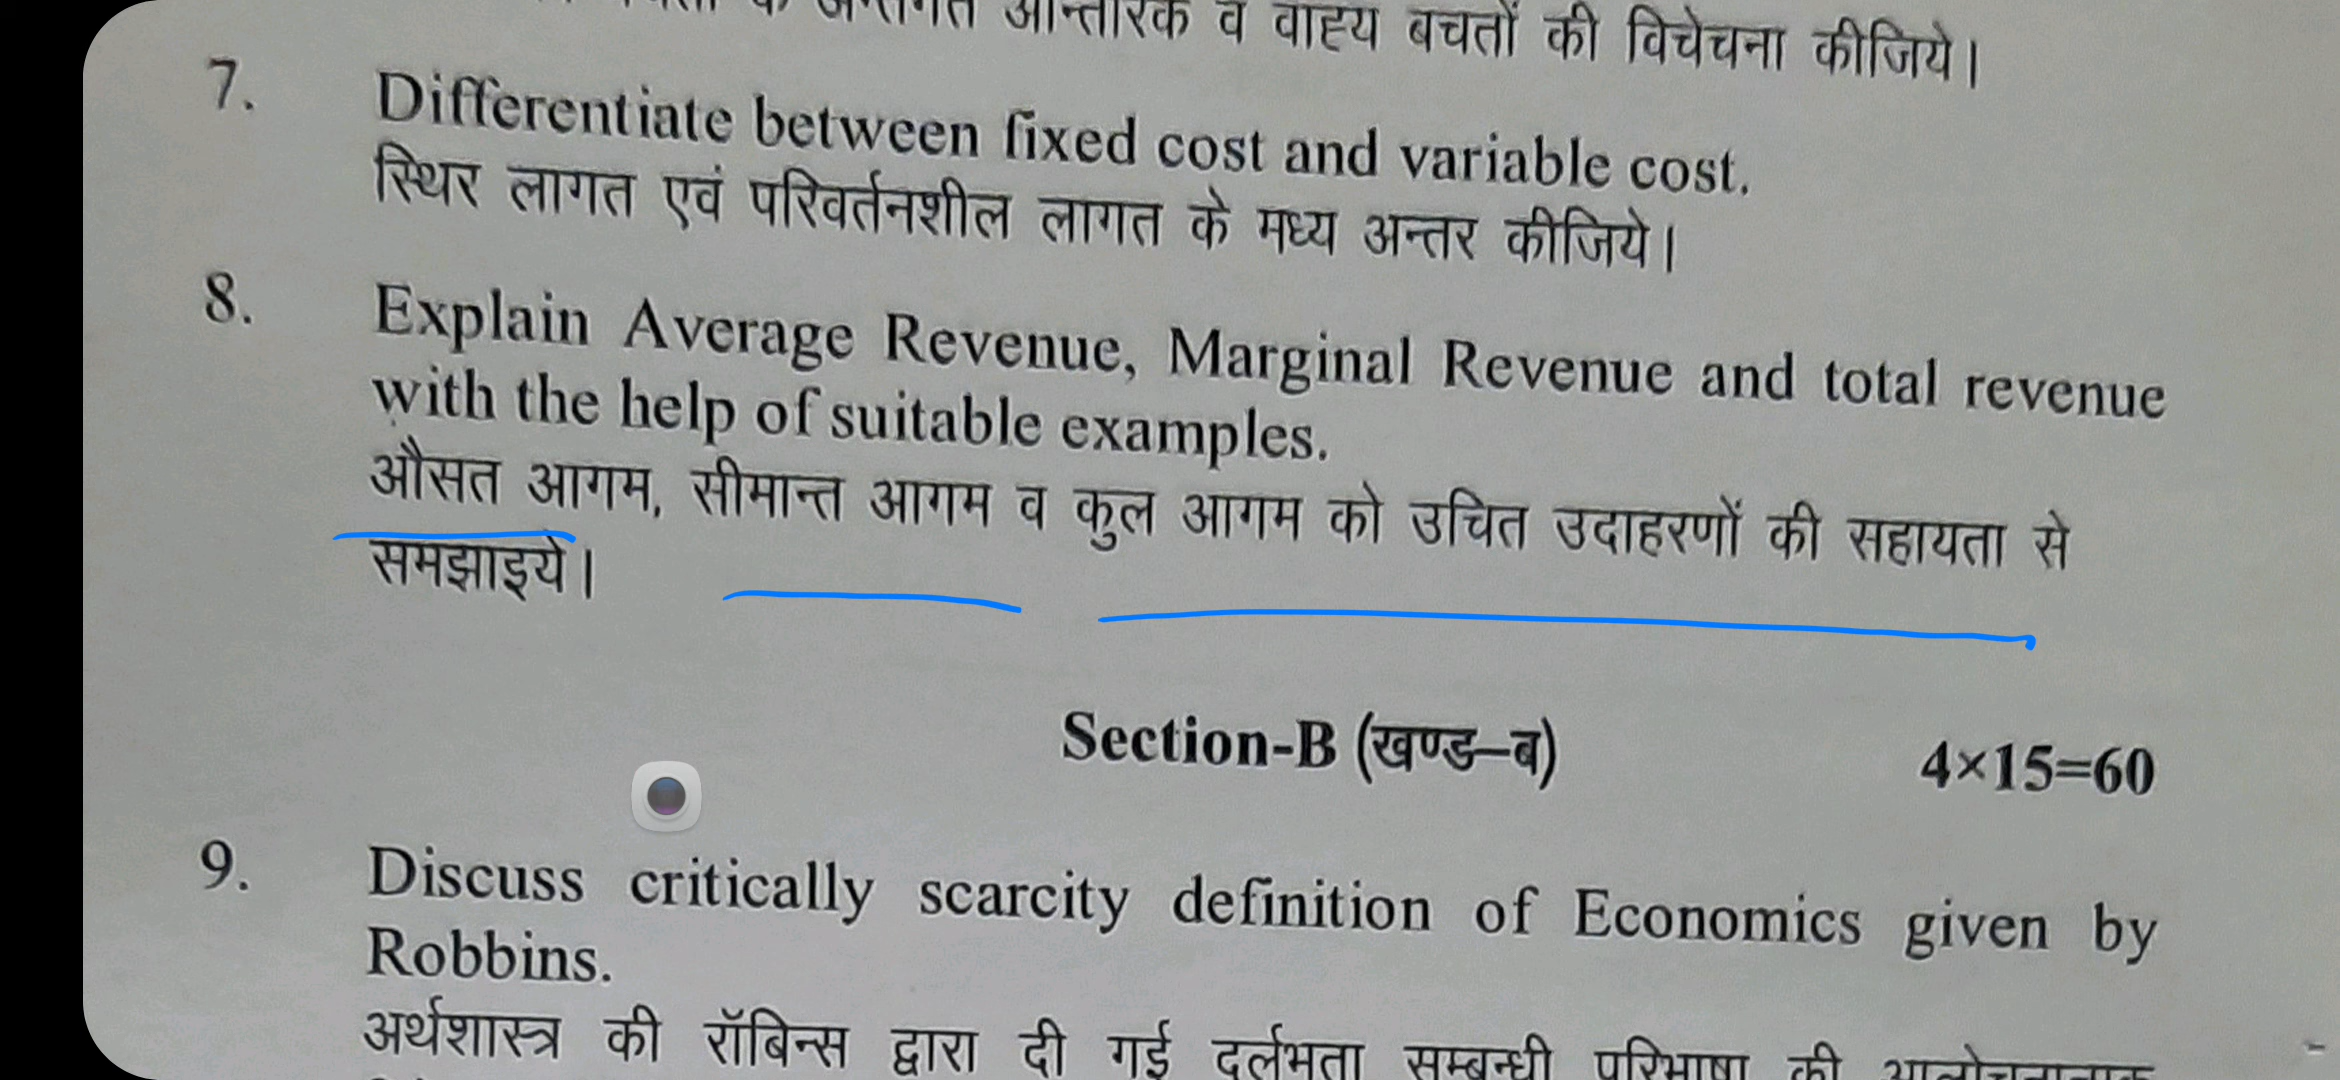 अन्तर्गत आन्तरिक व वाह्य बचतों की विचेचना कीजिये।
7. Differentiate between fixed cost and variable cost.
स्थिर लागत एवं परिवर्तनशील लागत के मध्य अन्तर कीजिये।
8. Explain Average Revenue, Marginal Revenue and total revenue
with the help of suitable examples.
औसत आगम, सीमान्त आगम व कुल आगम को उचित उदाहरणों की सहायता से
समझाइये।
Section-B (खण्ड–ब) 4×15=60
9. Discuss critically scarcity definition of Economics given by
Robbins.
अर्थशास्त्र की रॉबिन्स द्वारा दी गई दुर्लभता सम्बन्धी परिभाषा की